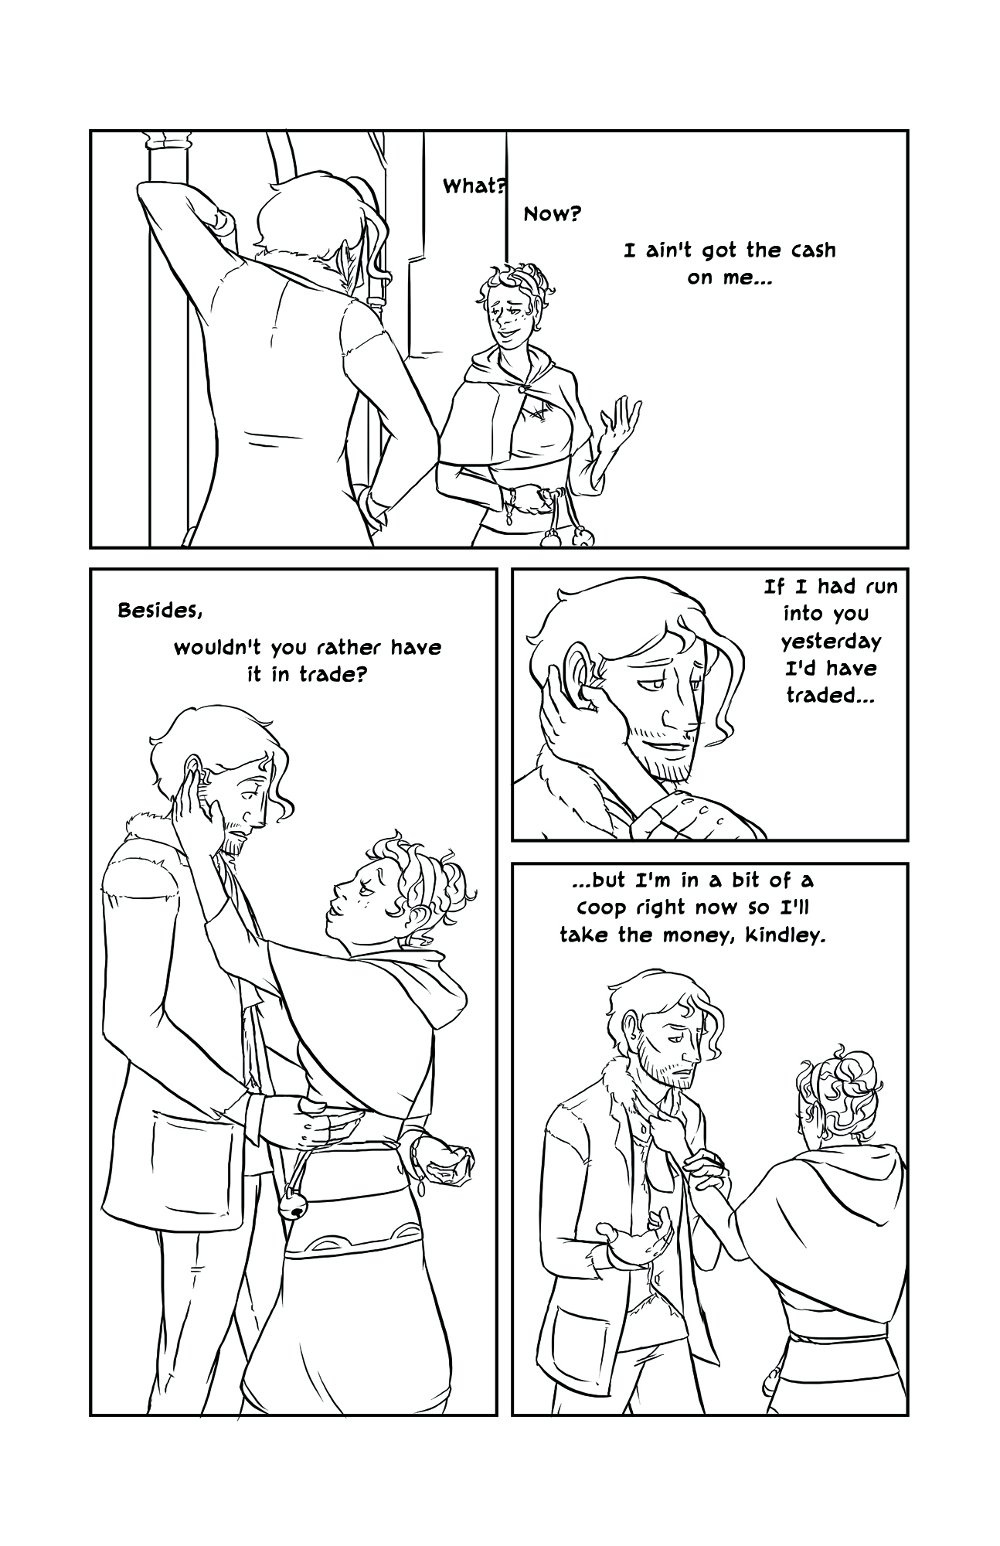 What?
Now?
I ain't got the cash
on me...
Besides,
wouldn't you rather have
it in trade?
If I had run
into you
yesterday
I'd have
traded...
...but I'm in a bit of a
coop right now so I'll
take the money, kindley.